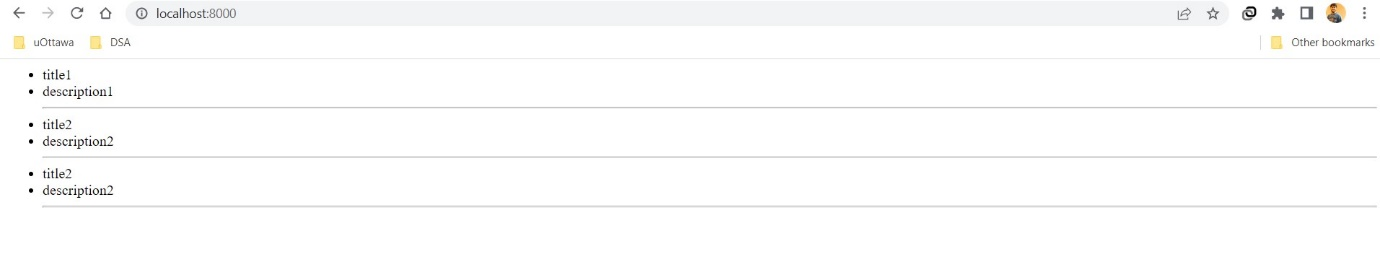 localhost:8000
uOttawa DSA Other bookmarks
title1
description1
title2
description2
title2
description2